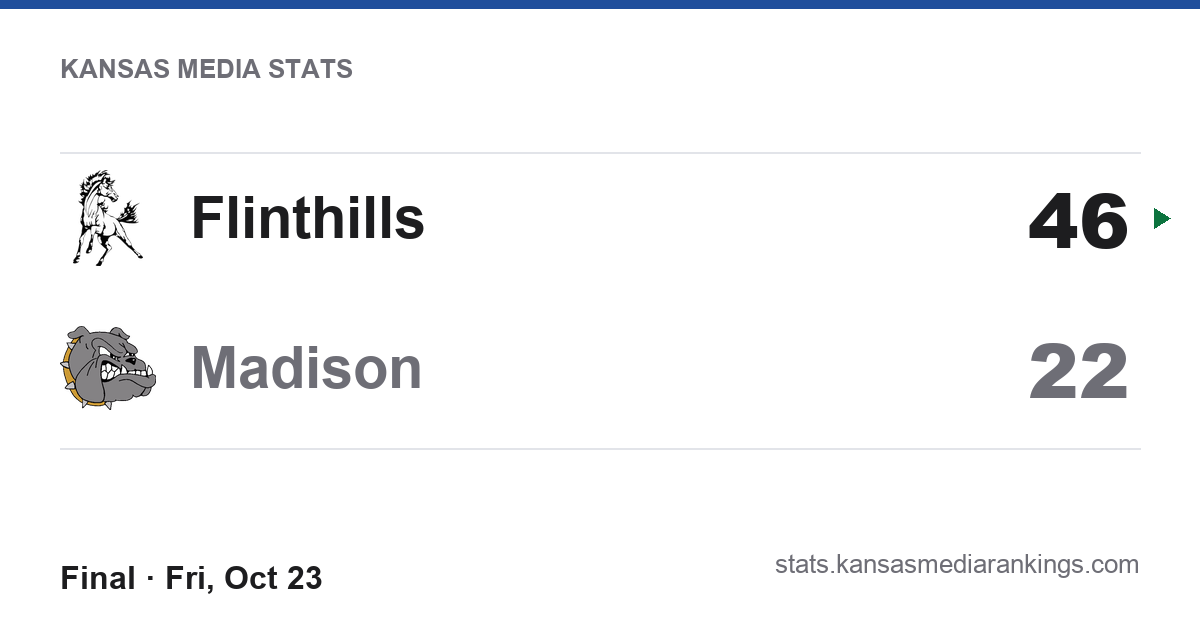 KANSAS MEDIA STATS
Flinthills 46
Madison 22
Final · Fri, Oct 23
stats.kansasmediarankings.com